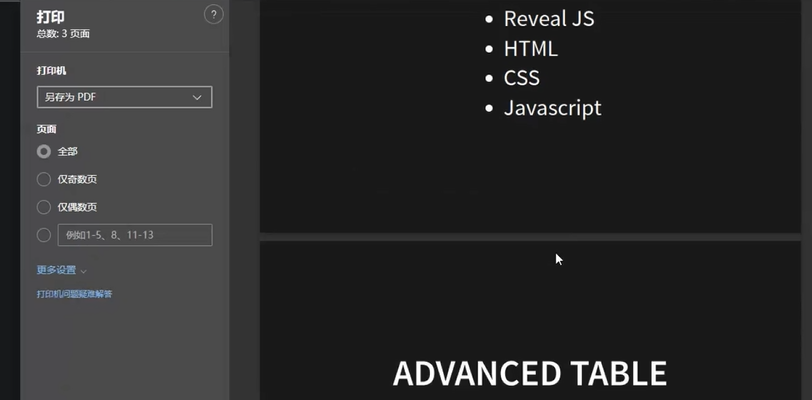 打印
?
总数: 3 页面
打印机
另存为 PDF
页面
全部
仅奇数页
仅偶数页
例如1-5、8、11-13
更多设置
打印机问题疑难解答
Reveal JS
HTML
CSS
Javascript
ADVANCED TABLE